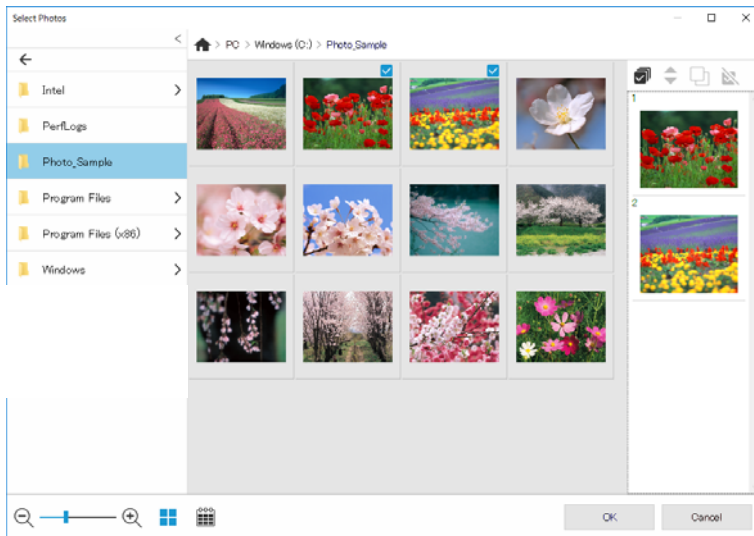 Select Photos
PC > Windows (C:) > Photo_Sample
Intel
PerfLogs
Photo_Sample
Program Files
Program Files (x86)
Windows
1
2
OK
Cancel